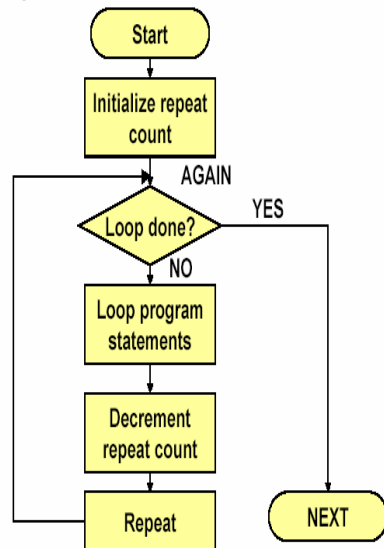 Start
Initialize repeat
count
AGAIN
Loop done?
YES
NO
Loop program
statements
Decrement
repeat count
Repeat
NEXT